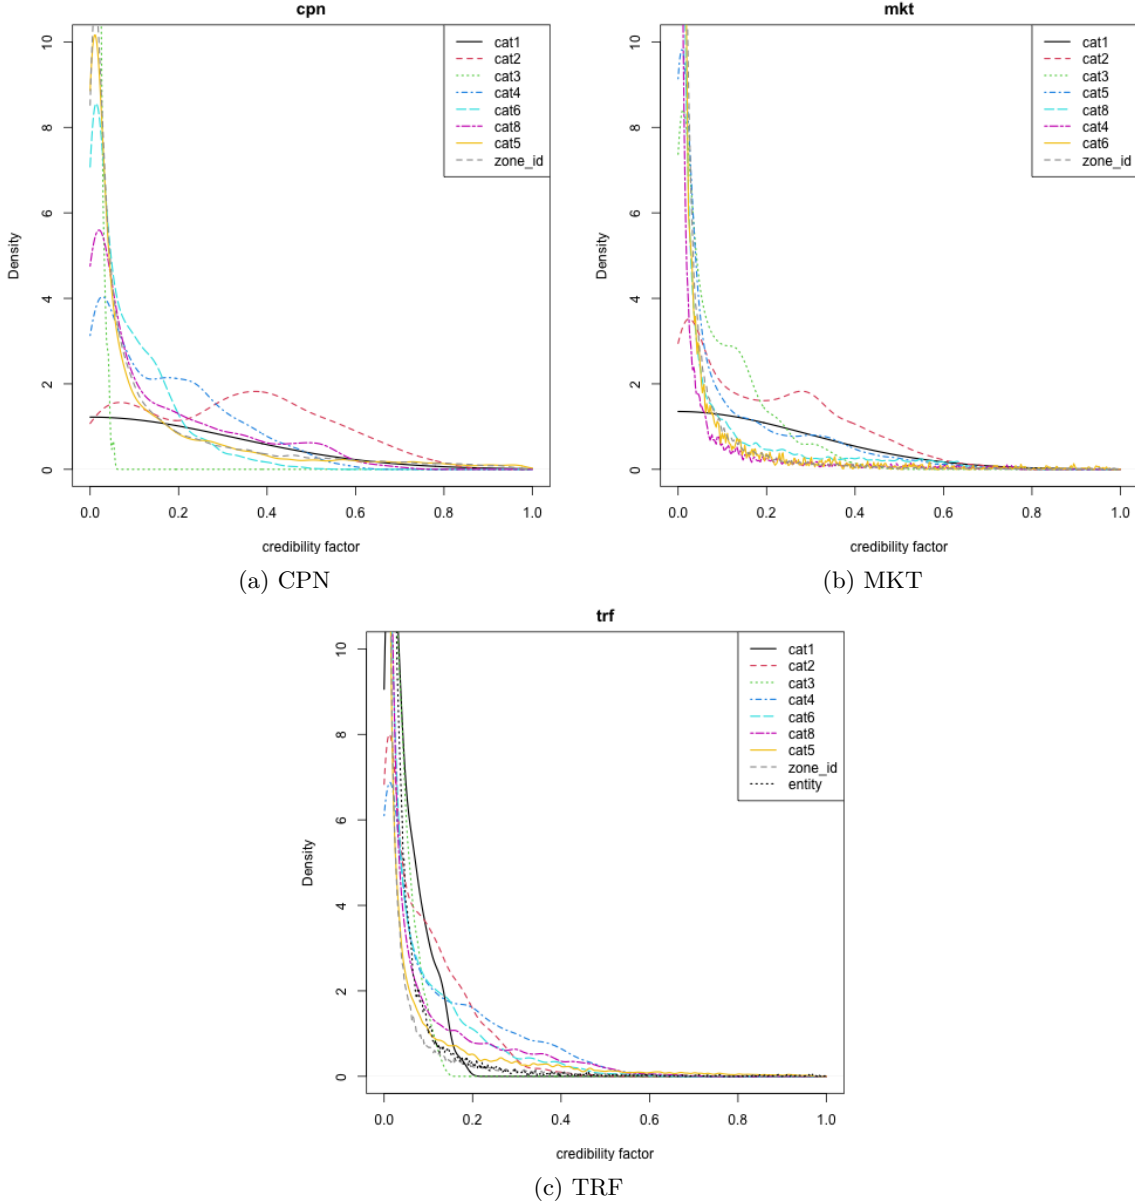 cpn
10
8
6
4
2
0
Density
0.0 0.2 0.4 0.6 0.8 1.0
credibility factor
cat1
cat2
cat3
cat4
cat6
cat8
cat5
zone_id
(a) CPN
mkt
10
8
6
4
2
0
Density
0.0 0.2 0.4 0.6 0.8 1.0
credibility factor
cat1
cat2
cat3
cat5
cat8
cat4
cat6
zone_id
(b) MKT
trf
10
8
6
4
2
0
Density
0.0 0.2 0.4 0.6 0.8 1.0
credibility factor
cat1
cat2
cat3
cat4
cat6
cat8
cat5
zone_id
entity
(c) TRF